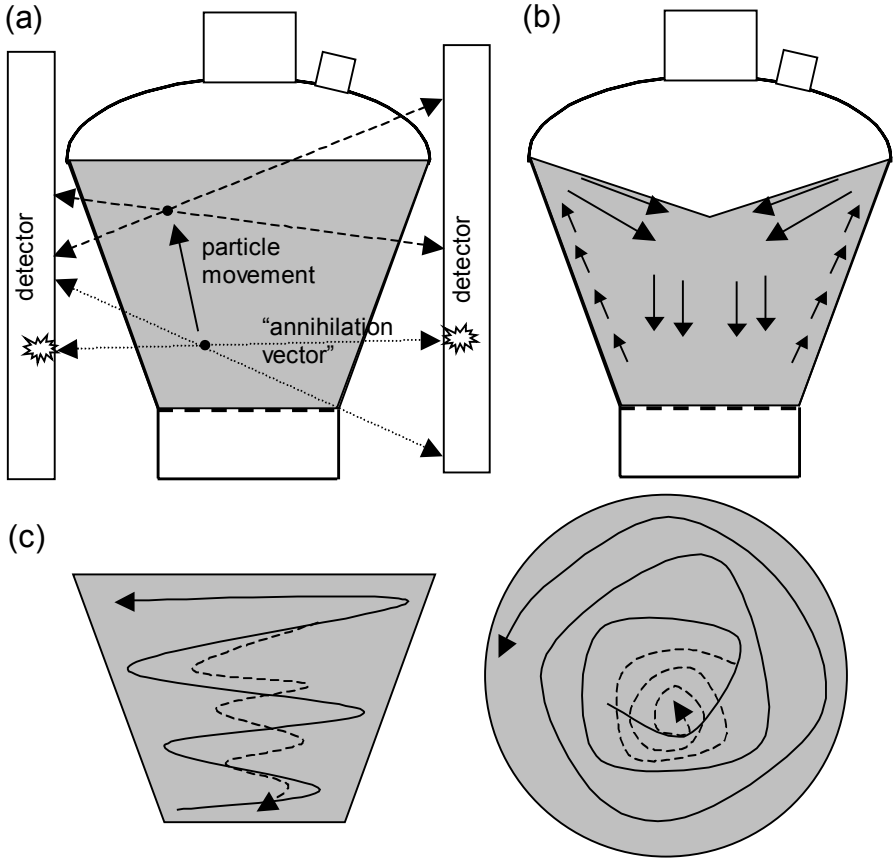 (a)
(b)
detector
particle
movement
"annihilation
vector"
detector
(c)